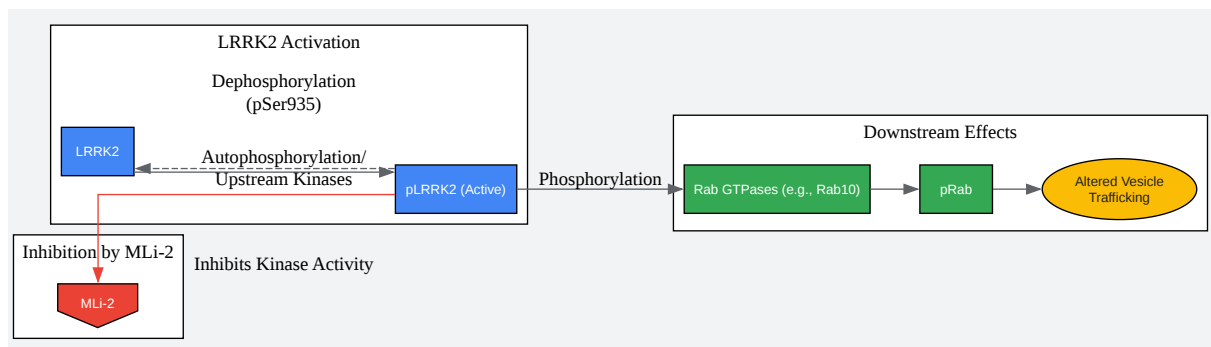 LRRK2 Activation
Dephosphorylation
(pSer935)
LRRK2
Autophosphorylation/
Upstream Kinases
pLRRK2 (Active)
Phosphorylation
Downstream Effects
Rab GTPases (e.g., Rab10)
pRab
Altered Vesicle
Trafficking
Inhibition by MLi-2
Inhibits Kinase Activity
MLi-2